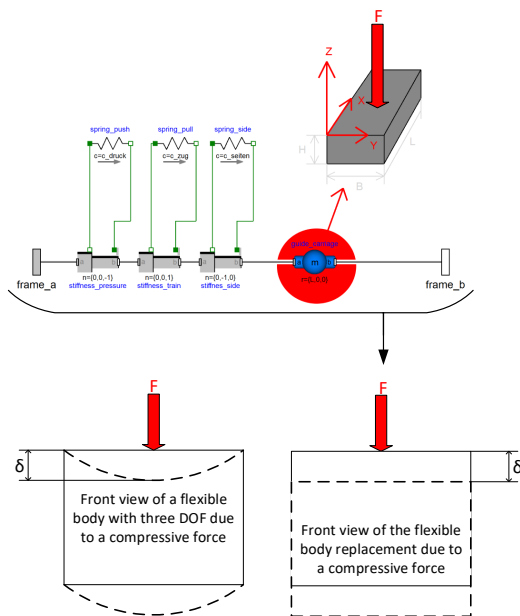 F
Z
X
Y
H
B
L
spring_push
spring_pull
spring_side
c=c_druck
c=c_zug
c=c_seiten
guide_carriage
a
b
a
b
a
b
a
m
b
frame_a
n={0,0,-1}
n={0,0,1}
n={0,-1,0}
r={L,0,0}
frame_b
stiffness_pressure
stiffness_train
stiffnes_side
F
F
δ
δ
Front view of a flexible
body with three DOF due
to a compressive force
Front view of the flexible
body replacement due to
a compressive force